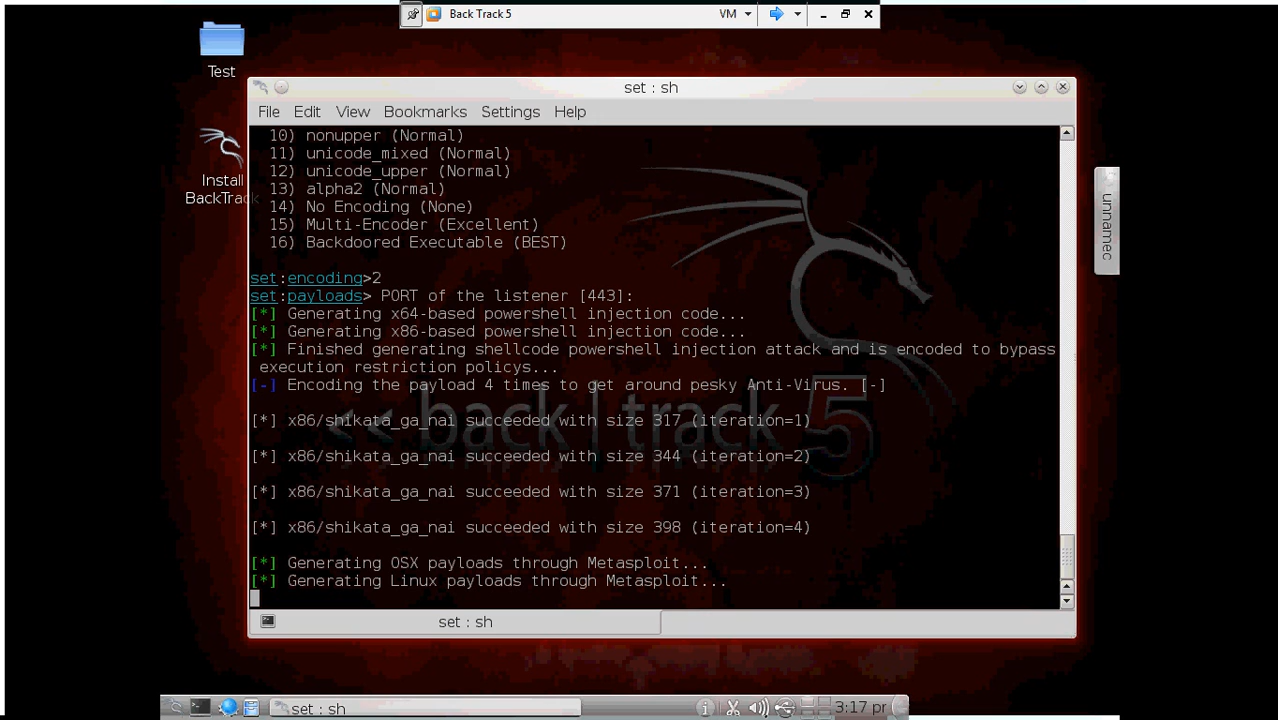 Back Track 5
VM
Test
set : sh
File Edit View Bookmarks Settings Help
10) nonupper (Normal)
11) unicode_mixed (Normal)
12) unicode_upper (Normal)
13) alpha2 (Normal)
14) No Encoding (None)
15) Multi-Encoder (Excellent)
16) Backdoored Executable (BEST)
Install
BackTrac
unnamec
set:encoding>2
set:payloads> PORT of the listener [443]:
[*] Generating x64-based powershell injection code...
[*] Generating x86-based powershell injection code...
[*] Finished generating shellcode powershell injection attack and is encoded to bypass
execution restriction policys...
[-] Encoding the payload 4 times to get around pesky Anti-Virus. [-]
[*] x86/shikata_ga_nai succeeded with size 317 (iteration=1)
[*] x86/shikata_ga_nai succeeded with size 344 (iteration=2)
[*] x86/shikata_ga_nai succeeded with size 371 (iteration=3)
[*] x86/shikata_ga_nai succeeded with size 398 (iteration=4)
[*] Generating OSX payloads through Metasploit...
[*] Generating Linux payloads through Metasploit...
<< back | track 5
set : sh
set : sh
3:17 pr